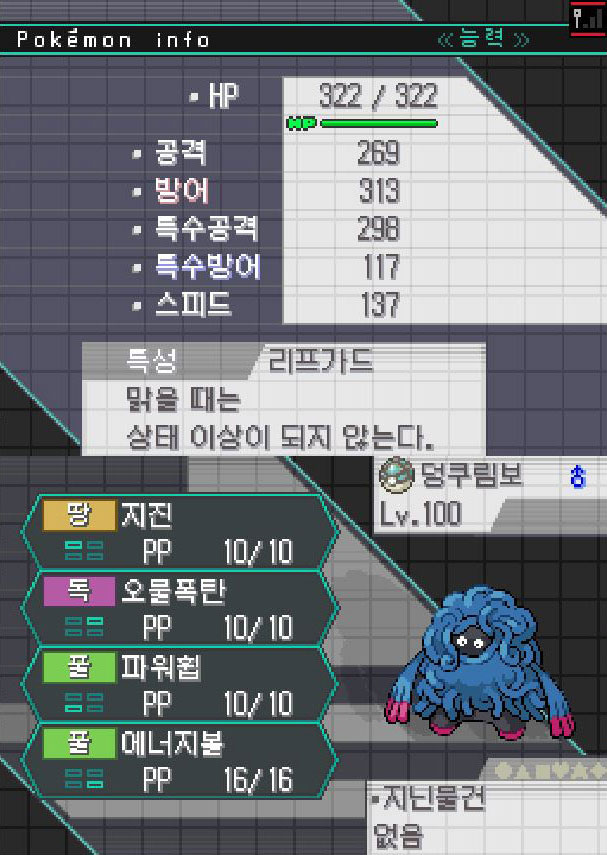 Pokémon info
≪능력≫
HP 322 / 322
HP
공격 269
방어 313
특수공격 298
특수방어 117
스피드 137
특성 리프가드
맑을 때는
상태 이상이 되지 않는다.
덩쿠림보 ♂
Lv.100
땅 지진
PP 10/10
독 오물폭탄
PP 10/10
풀 파워휩
PP 10/10
풀 에너지볼
PP 16/16
지닌물건
없음